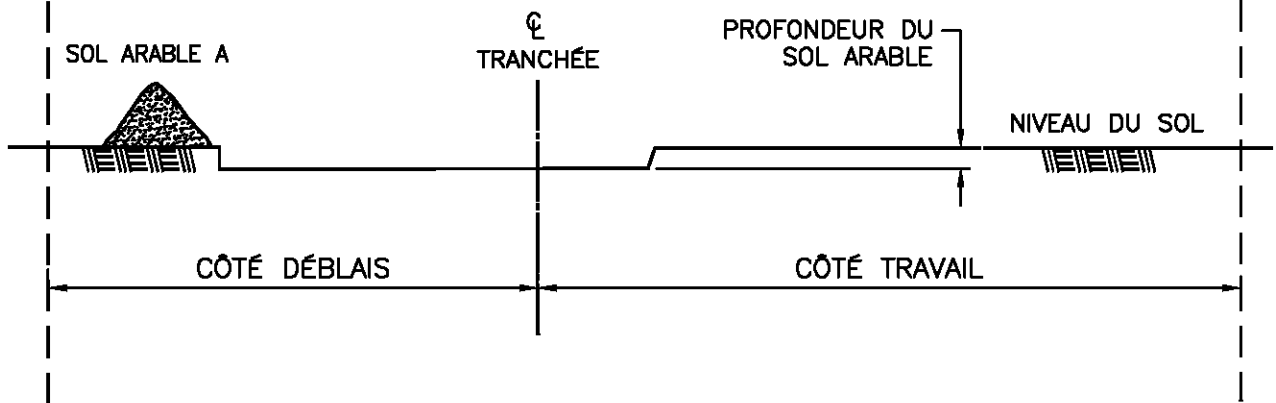 SOL ARABLE A
℄
TRANCHÉE
PROFONDEUR DU
SOL ARABLE
NIVEAU DU SOL
CÔTÉ DÉBLAIS
CÔTÉ TRAVAIL